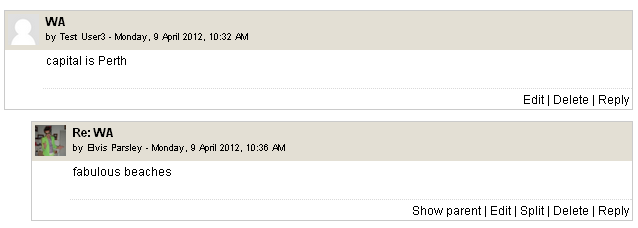 WA
by Test User3 - Monday, 9 April 2012, 10:32 AM
capital is Perth
Edit | Delete | Reply
Re: WA
by Elvis Parsley - Monday, 9 April 2012, 10:36 AM
fabulous beaches
Show parent | Edit | Split | Delete | Reply